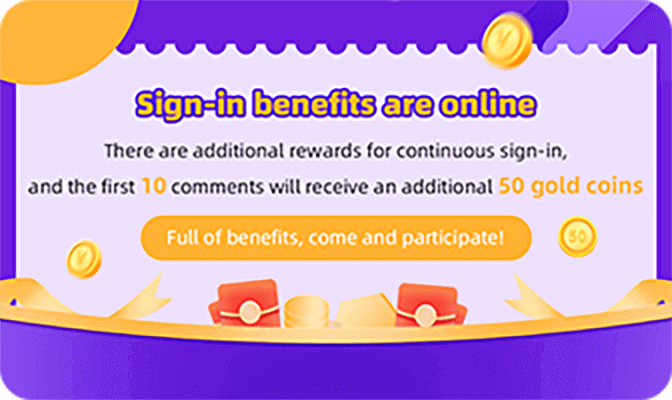 Sign-in benefits are online
There are additional rewards for continuous sign-in,
and the first 10 comments will receive an additional 50 gold coins
Full of benefits, come and participate!
50